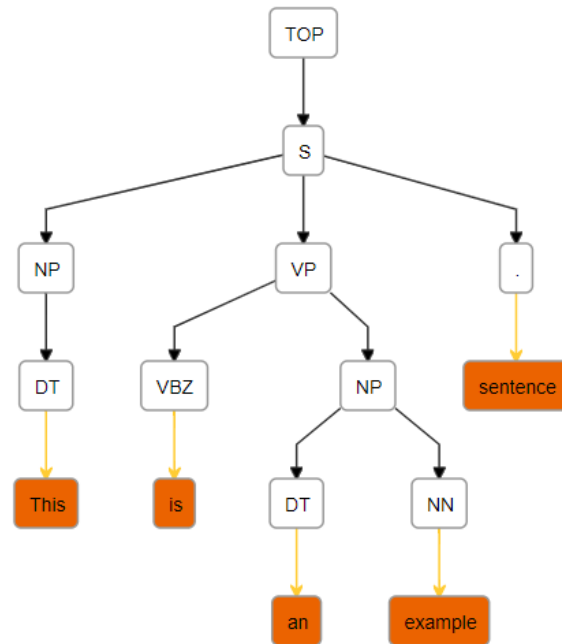 TOP
S
NP VP .
DT VBZ NP sentence
This is DT NN
an example